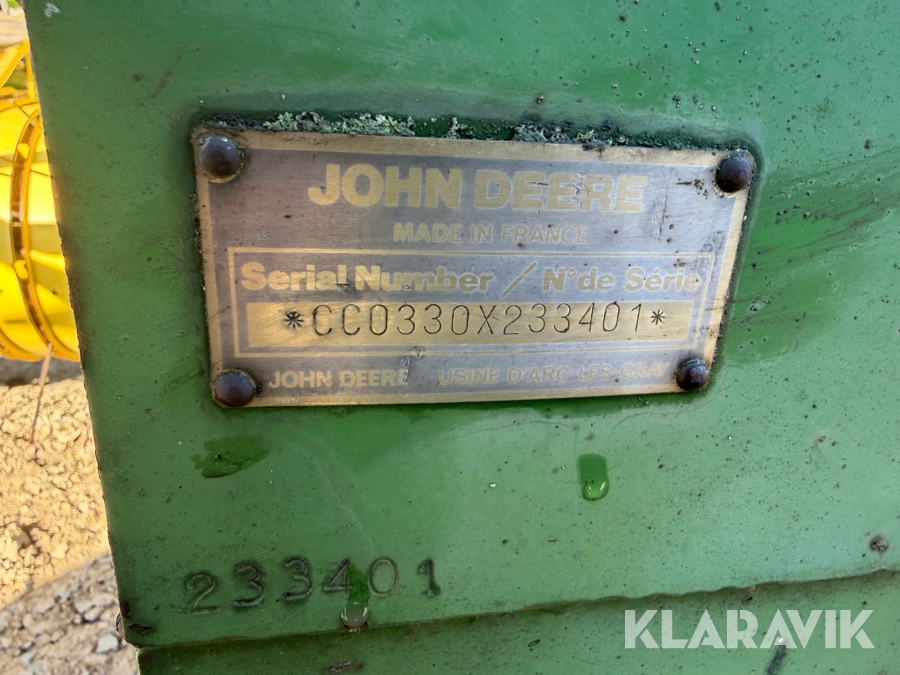 JOHN DEERE
MADE IN FRANCE
Serial Number / N° de Série
*CC0330X233401*
JOHN DEERE USINE D'ARC-LES-GRAY
233401
KLARAVIK